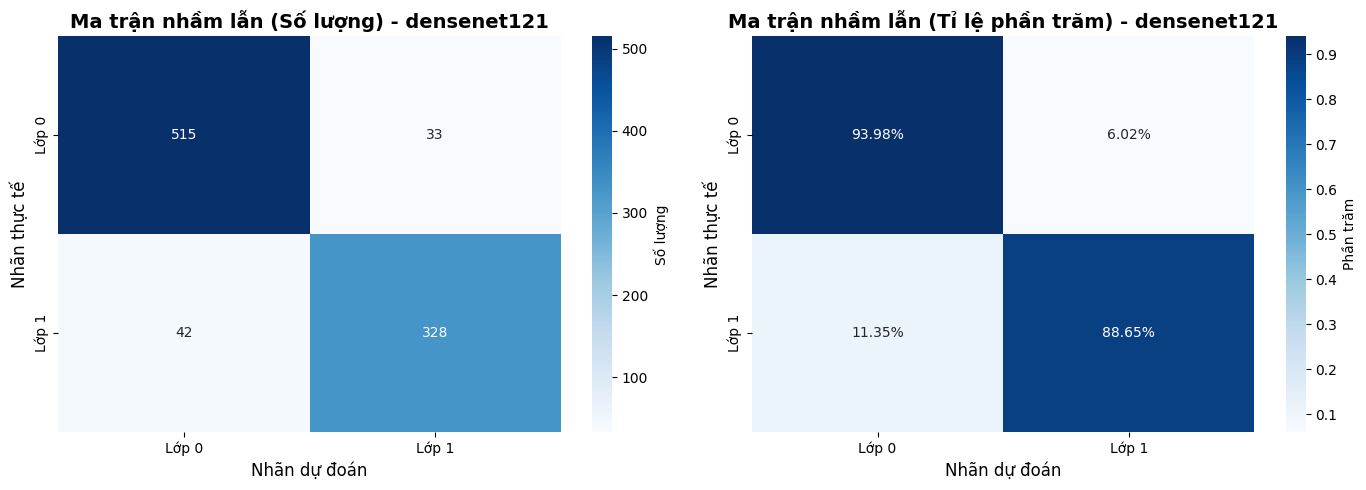 Ma trận nhầm lẫn (Số lượng) - densenet121
Lớp 0
Lớp 1
Nhãn thực tế
515
33
42
328
Lớp 0
Lớp 1
Nhãn dự đoán
500
400
300
200
100
Số lượng
Ma trận nhầm lẫn (Tỉ lệ phần trăm) - densenet121
Lớp 0
Lớp 1
Nhãn thực tế
93.98%
6.02%
11.35%
88.65%
Lớp 0
Lớp 1
Nhãn dự đoán
0.9
0.8
0.7
0.6
0.5
0.4
0.3
0.2
0.1
Phần trăm